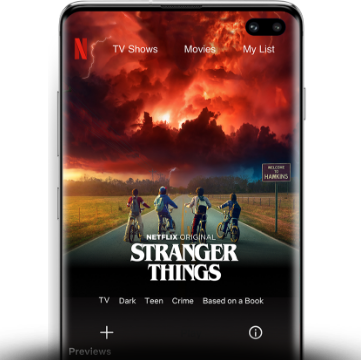 N
TV Shows Movies My List
WELCOME
TO
HAWKINS
NETFLIX ORIGINAL
STRANGER
THINGS
TV Dark Teen Crime Based on a Book
Previews